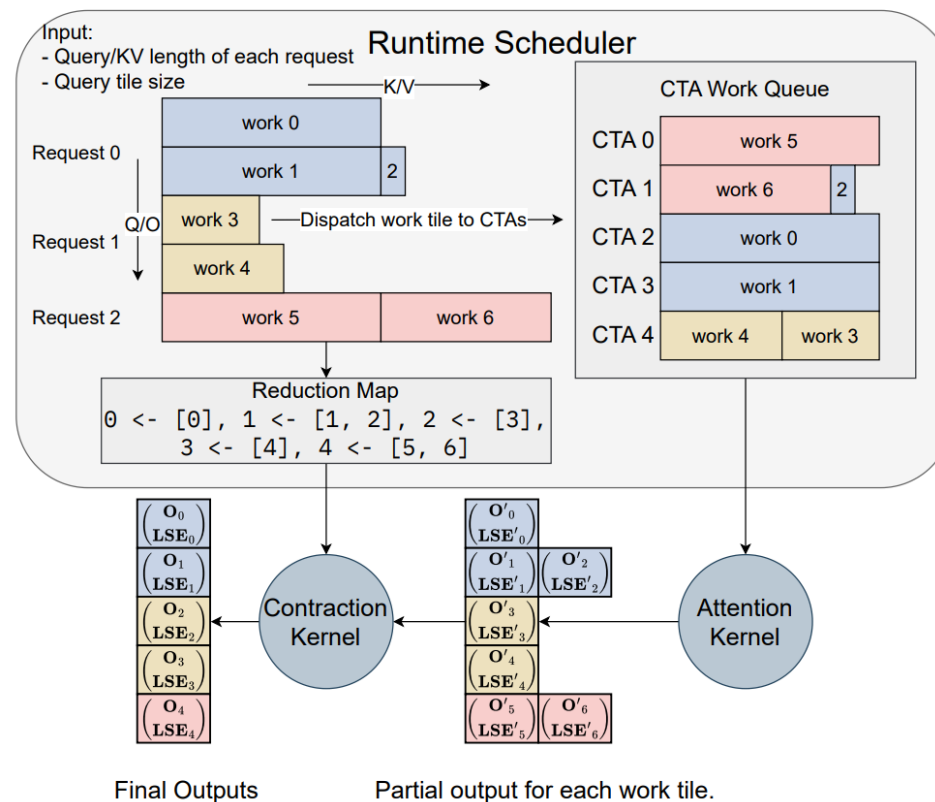 Input:
- Query/KV length of each request
- Query tile size
Runtime Scheduler
K/V
Request 0
Q/O
Request 1
Request 2
work 0
work 1
2
work 3
work 4
work 5
work 6
Dispatch work tile to CTAs
CTA Work Queue
CTA 0
work 5
CTA 1
work 6
2
CTA 2
work 0
CTA 3
work 1
CTA 4
work 4
work 3
Reduction Map
0 <- [0], 1 <- [1, 2], 2 <- [3],
3 <- [4], 4 <- [5, 6]
O₀
LSE₀
O₁
LSE₁
O₂
LSE₂
O₃
LSE₃
O₄
LSE₄
Contraction
Kernel
O'₀
LSE'₀
O'₁
LSE'₁
O'₂
LSE'₂
O'₃
LSE'₃
O'₄
LSE'₄
O'₅
LSE'₅
O'₆
LSE'₆
Attention
Kernel
Final Outputs
Partial output for each work tile.